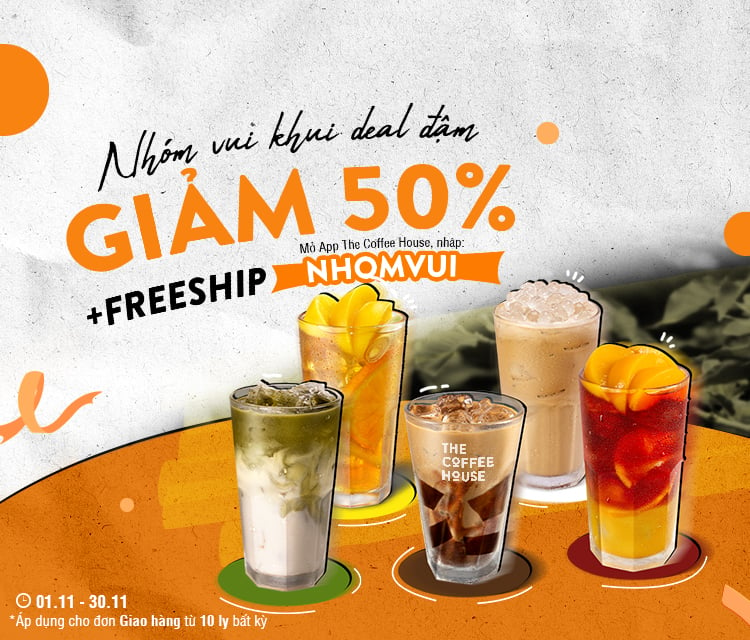 Nhóm vui khui deal đậm
GIẢM 50%
Mở App The Coffee House, nhập:
+FREESHIP NHOMVUI
THE
COFFEE
HOUSE
01.11 - 30.11
*Áp dụng cho đơn Giao hàng từ 10 ly bất kỳ